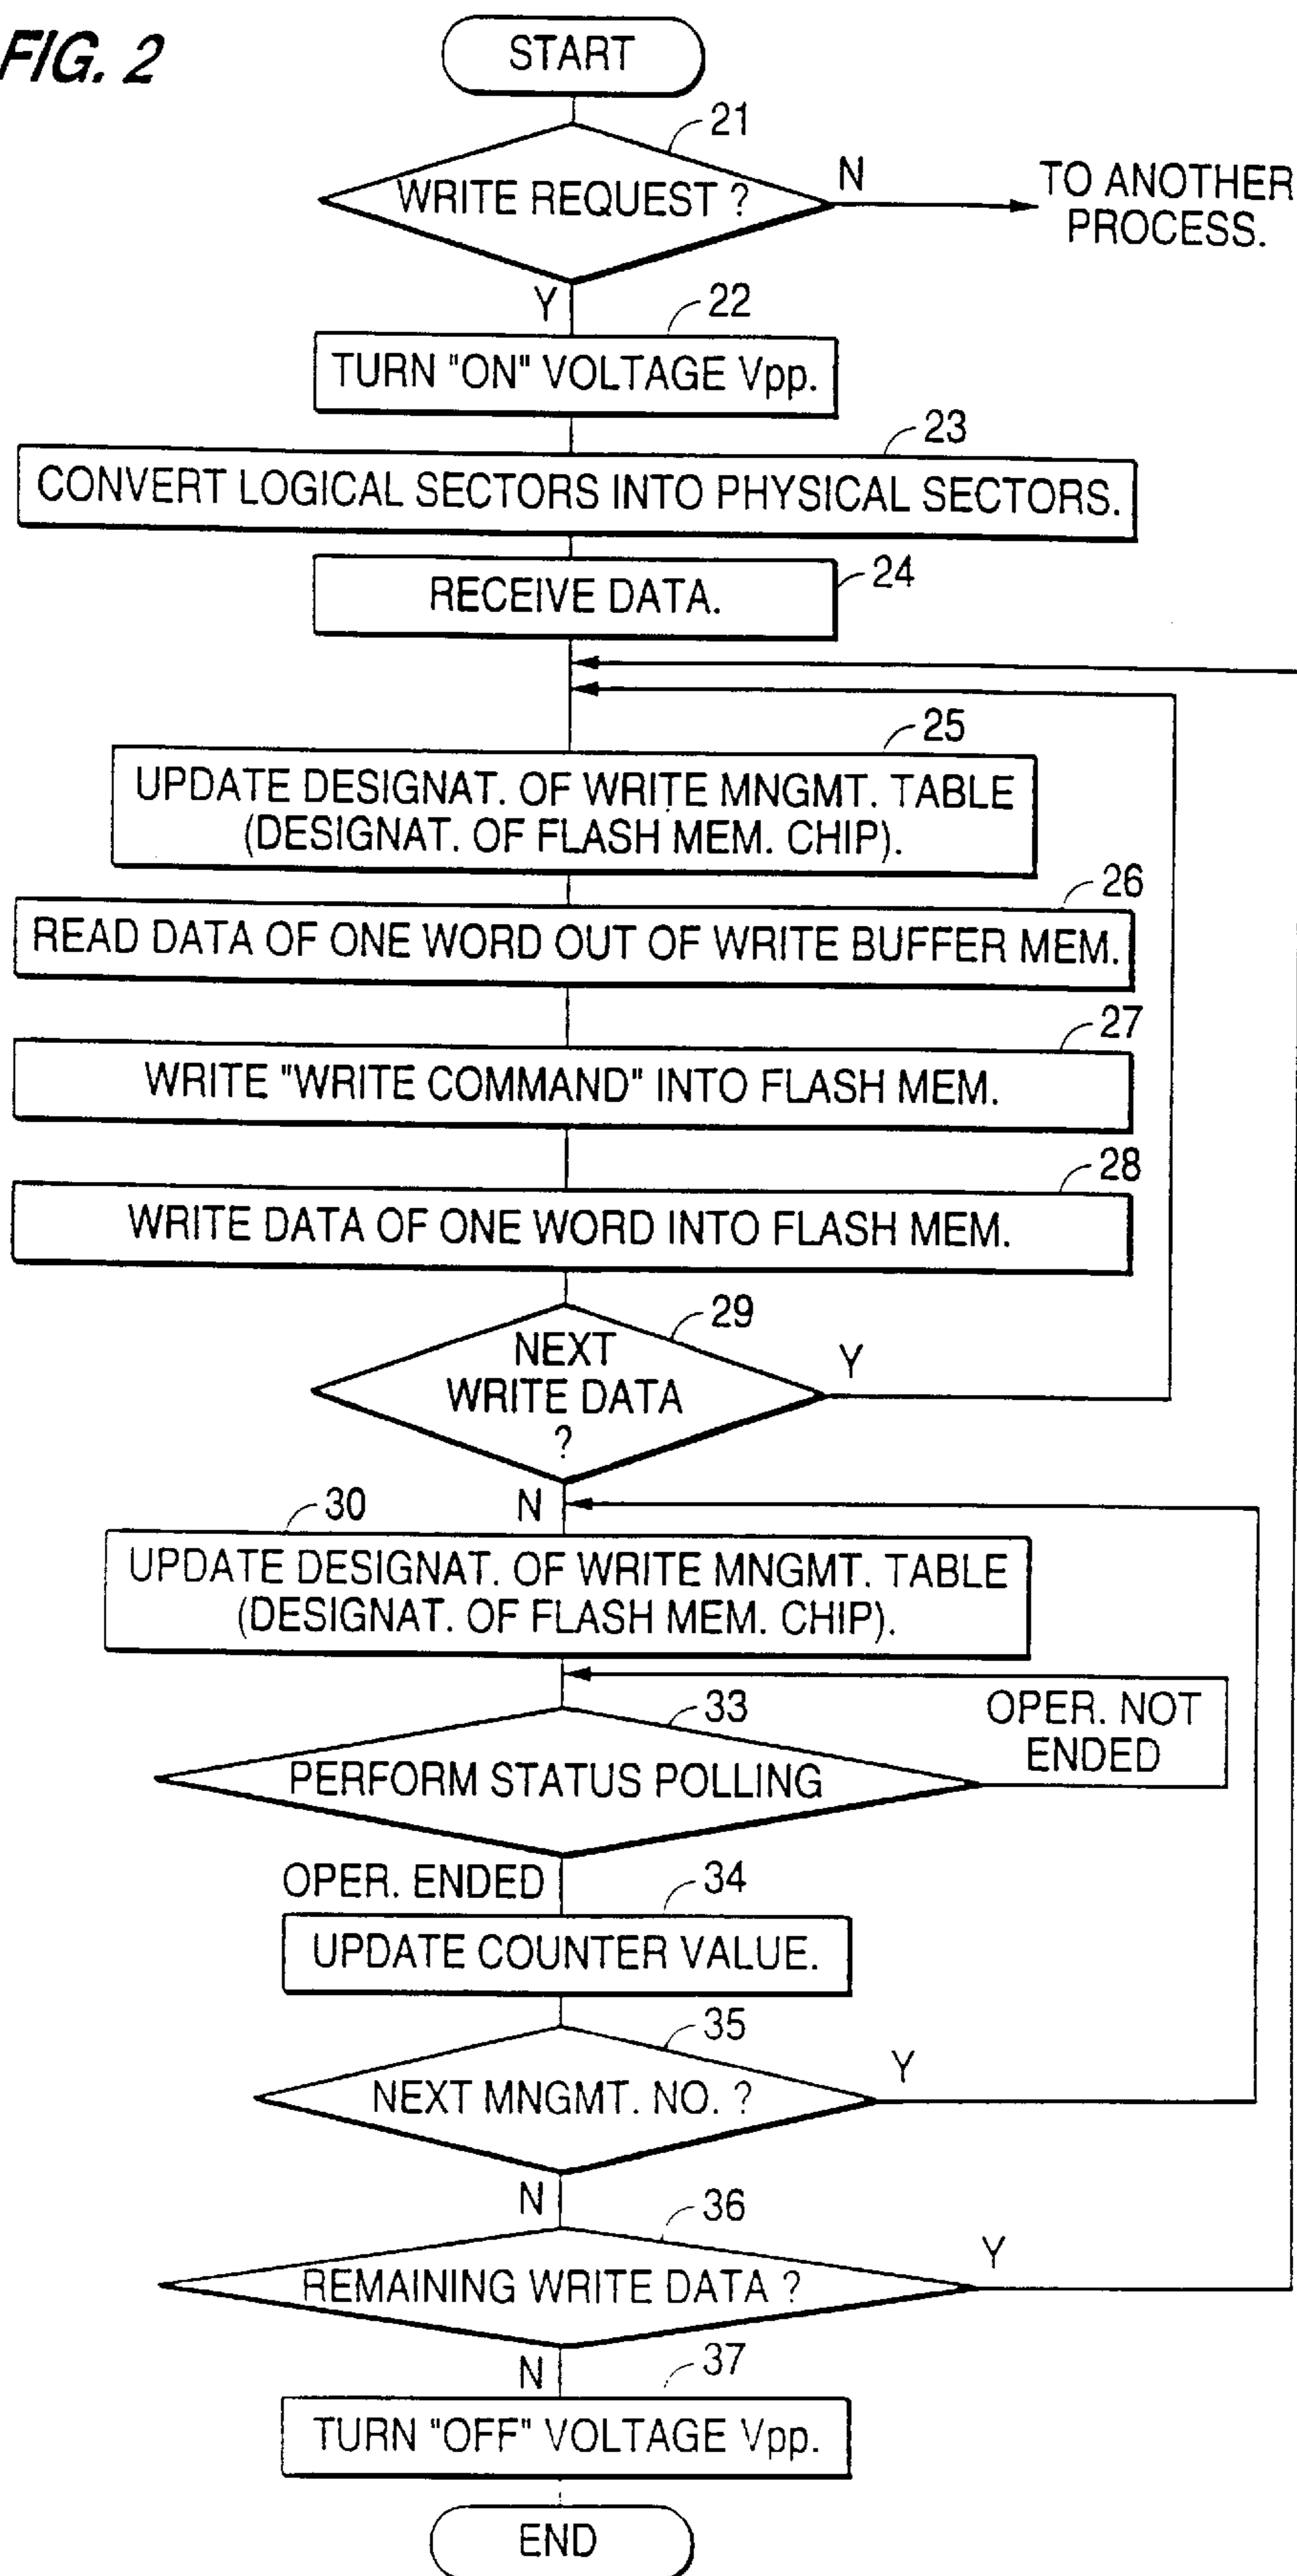 FIG. 2
START
21
WRITE REQUEST ?
N
TO ANOTHER
PROCESS.
Y
22
TURN "ON" VOLTAGE Vpp.
23
CONVERT LOGICAL SECTORS INTO PHYSICAL SECTORS.
24
RECEIVE DATA.
25
UPDATE DESIGNAT. OF WRITE MNGMT. TABLE
(DESIGNAT. OF FLASH MEM. CHIP).
26
READ DATA OF ONE WORD OUT OF WRITE BUFFER MEM.
27
WRITE "WRITE COMMAND" INTO FLASH MEM.
28
WRITE DATA OF ONE WORD INTO FLASH MEM.
29
NEXT
WRITE DATA
?
Y
N
30
UPDATE DESIGNAT. OF WRITE MNGMT. TABLE
(DESIGNAT. OF FLASH MEM. CHIP).
33
OPER. NOT
ENDED
PERFORM STATUS POLLING
OPER. ENDED
34
UPDATE COUNTER VALUE.
35
NEXT MNGMT. NO. ?
Y
N
36
REMAINING WRITE DATA ?
Y
N
37
TURN "OFF" VOLTAGE Vpp.
END